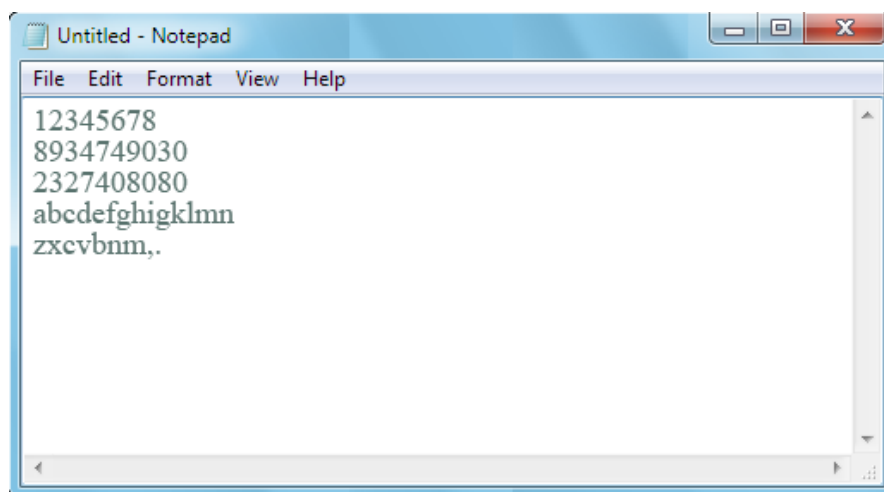 Untitled - Notepad
File Edit Format View Help
12345678
8934749030
2327408080
abcdefghigklmn
zxcvbnm,.